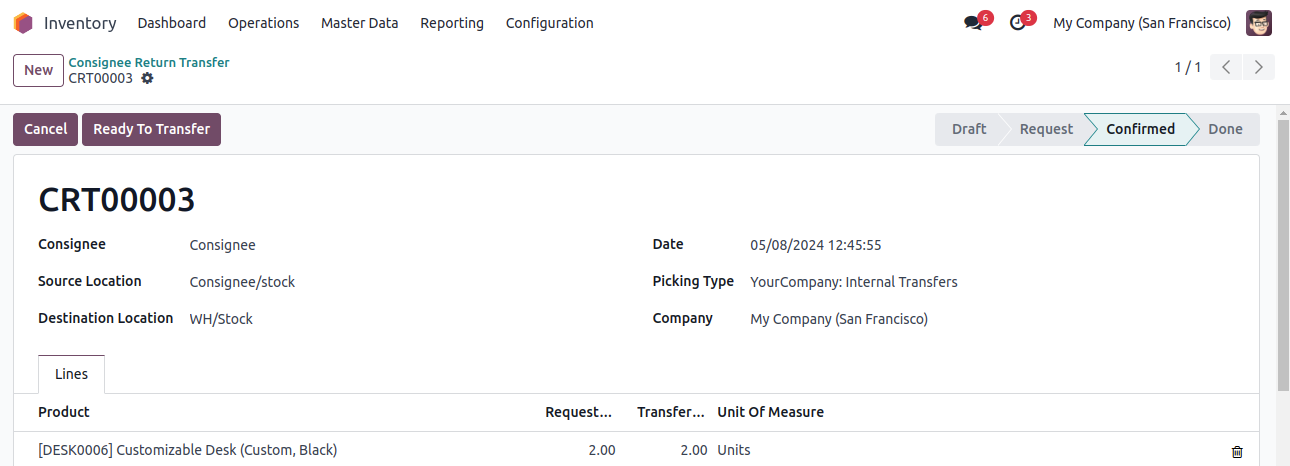 Inventory Dashboard Operations Master Data Reporting Configuration 6 3 My Company (San Francisco)
New Consignee Return Transfer
CRT00003 1 / 1
Cancel Ready To Transfer Draft Request Confirmed Done
CRT00003
Consignee Consignee Date 05/08/2024 12:45:55
Source Location Consignee/stock Picking Type YourCompany: Internal Transfers
Destination Location WH/Stock Company My Company (San Francisco)
Lines
Product Request... Transfer... Unit Of Measure
[DESK0006] Customizable Desk (Custom, Black) 2.00 2.00 Units